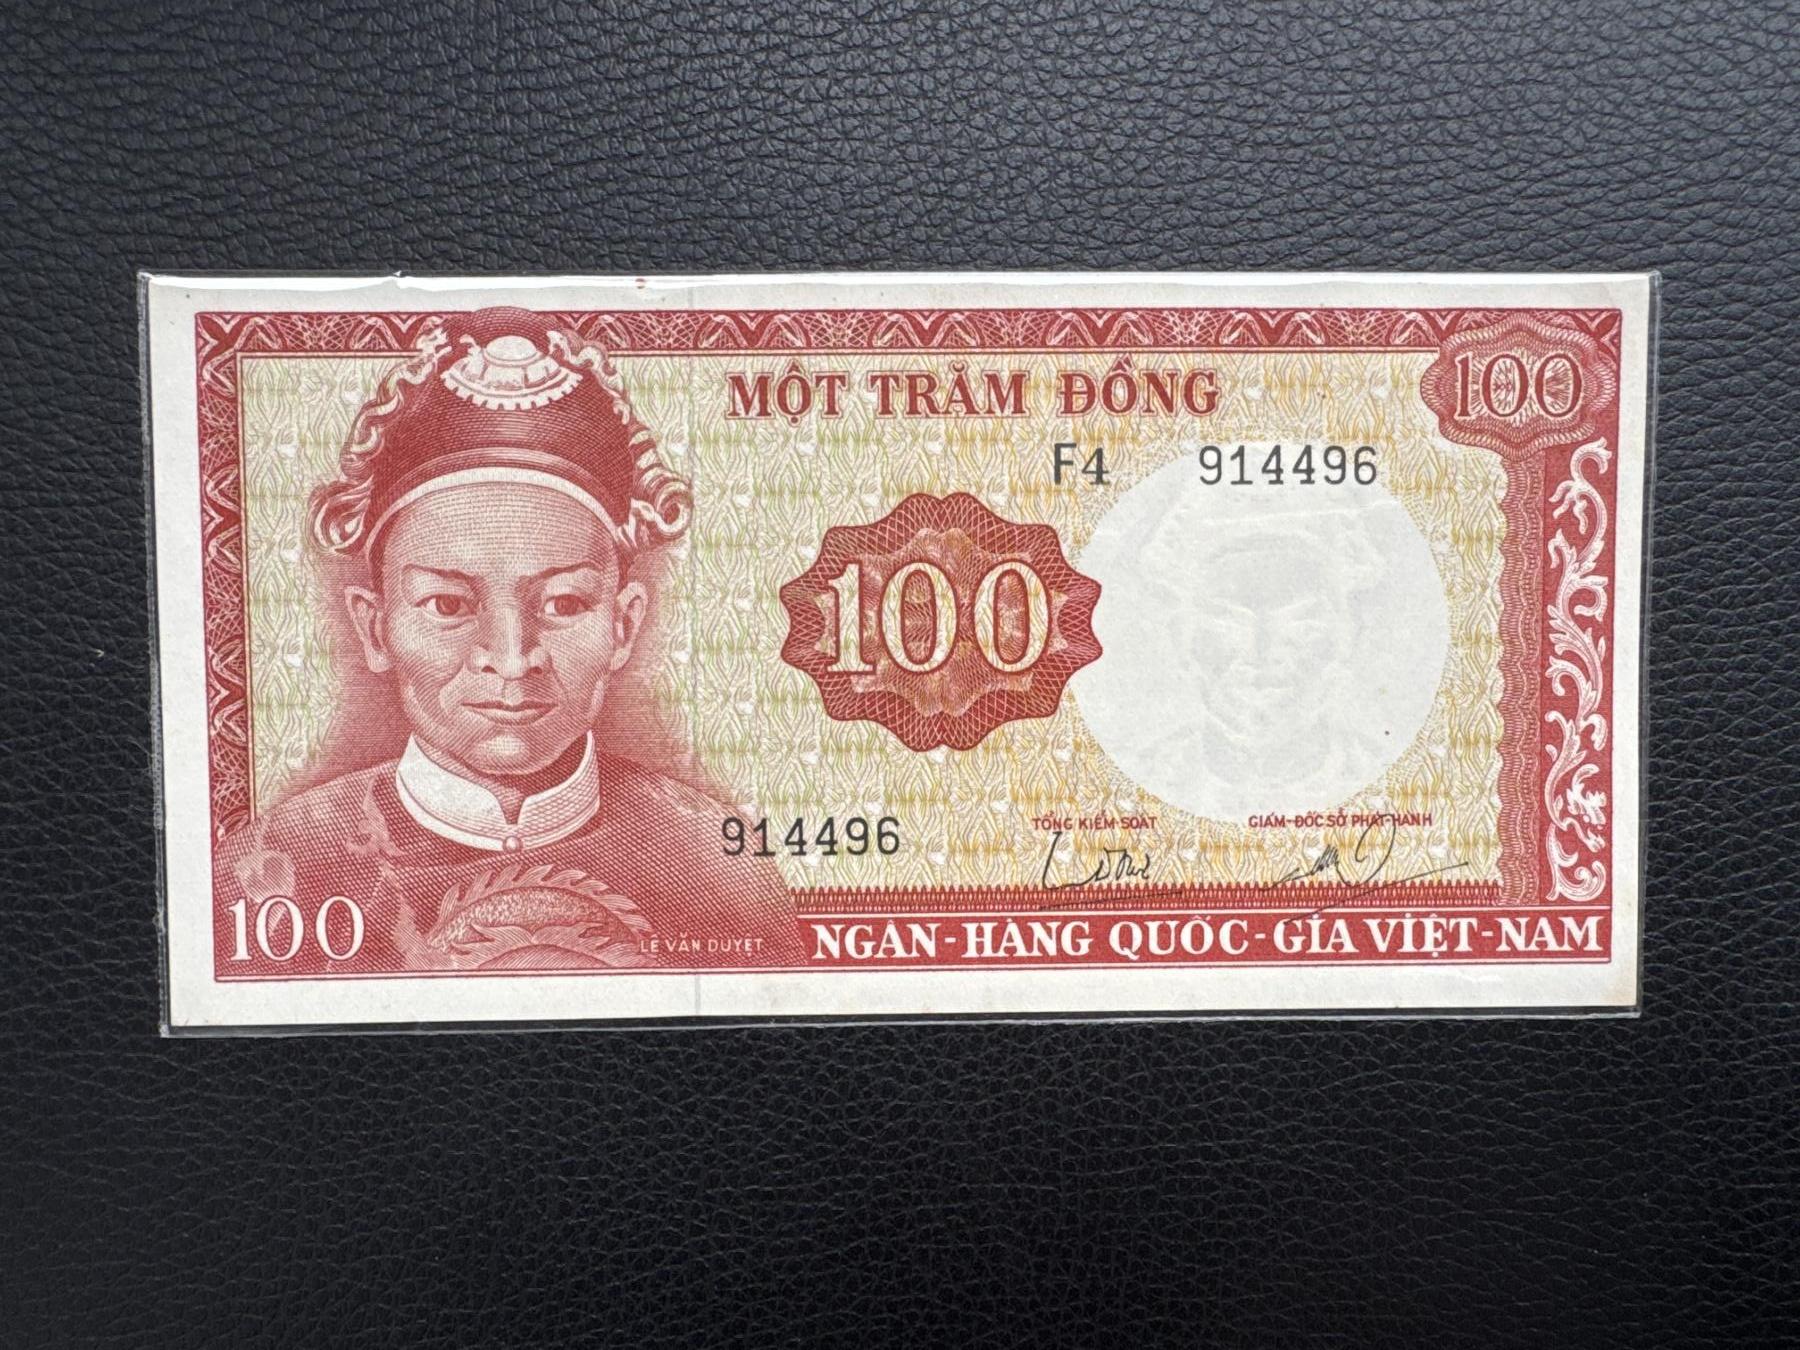 MỘT TRĂM ĐỒNG
100
F4 914496
100
914496
TỔNG KIỂM-SOÁT
GIÁM-ĐỐC SỞ PHÁT-HÀNH
100
LÊ VĂN DUYỆT
NGÂN-HÀNG QUỐC-GIA VIỆT-NAM